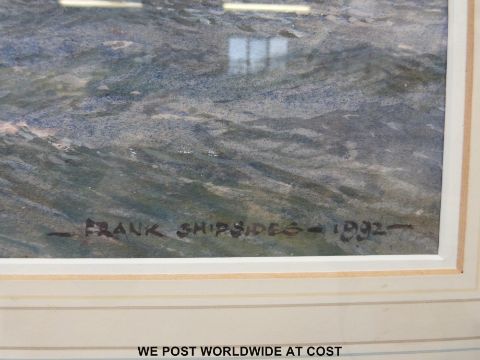 — FRANK SHIPSIDES — 1992 —
WE POST WORLDWIDE AT COST